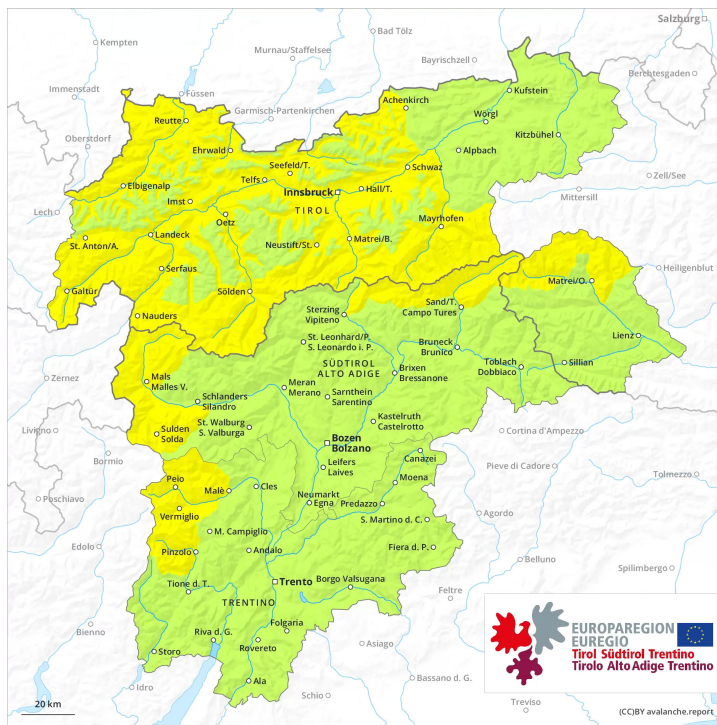 Salzburg
Kempten
Bad Tölz
Murnau/Staffelsee
Bayrischzell
Berchtesgaden
Immenstadt
Füssen
Garmisch-Partenkirchen
Achenkirch
Kufstein
Reutte
Wörgl
Oberstdorf
Ehrwald
Kitzbühel
Alpbach
Seefeld/T.
Schwaz
Telfs
Zell/See
Elbigenalp
Innsbruck
Hall/T.
Mittersill
Imst
TIROL
Lech
Oetz
Mayrhofen
St. Anton/A.
Landeck
Neustift/St.
Matrei/B.
Serfaus
Heiligenblut
Galtür
Sölden
Matrei/O.
Nauders
Sterzing
Vipiteno
Sand/T.
Campo Tures
Lienz
St. Leonhard/P.
S. Leonardo i. P.
Bruneck
Brunico
Sillian
SÜDTIROL
ALTO ADIGE
Toblach
Dobbiaco
Brixen
Bressanone
Zernez
Mals
Malles V.
Meran
Merano
Sarnthein
Sarentino
Schlanders
Silandro
Kastelruth
Castelrotto
St. Walburg
S. Valburga
Livigno
Sulden
Solda
Bozen
Bolzano
Cortina d'Ampezzo
Bormio
Leifers
Laives
Canazei
Pieve di Cadore
Tolmezzo
Peio
Malè
Cles
Moena
Poschiavo
Neumarkt
Egna
Predazzo
Vermiglio
Agordo
M. Campiglio
S. Martino d. C.
Edolo
Pinzolo
Andalo
Fiera d. P.
Belluno
Spilimbergo
Tione d. T.
Trento
Borgo Valsugana
Feltre
TRENTINO
Folgaria
Bienno
Riva d. G.
Rovereto
Asiago
Storo
Bassano d. G.
Ala
Idro
Schio
Treviso
EUROPAREGION
EUREGIO
Tirol Südtirol Trentino
Tirolo Alto Adige Trentino
20 km
(CC)BY avalanche.report